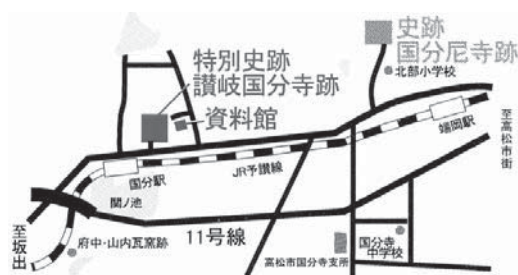 史跡
国分尼寺跡
北部小学校
特別史跡
讃岐国分寺跡
資料館
至高松市街
端岡駅
JR予讃線
国分駅
関ノ池
至坂出
11号線
府中・山内瓦窯跡
国分寺
中学校
高松市国分寺支所